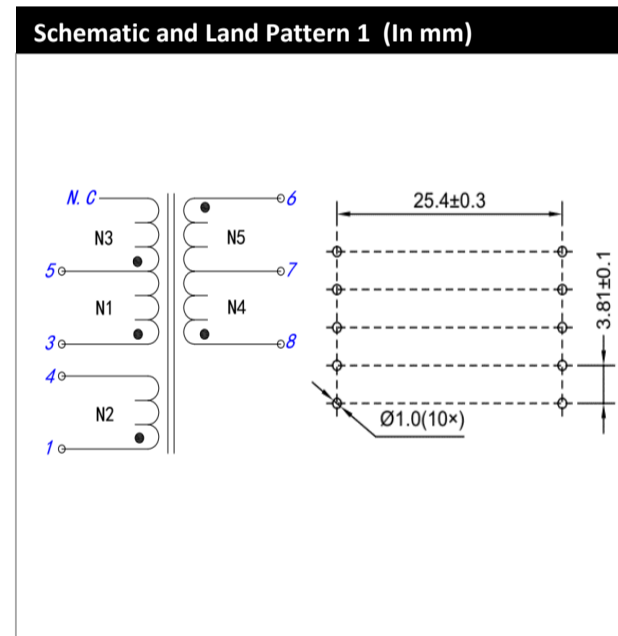 Schematic and Land Pattern 1 (In mm)
N. C
6
N3
N5
5
7
N1
N4
3
8
4
N2
1
25.4±0.3
3.81±0.1
Ø1.0(10×)